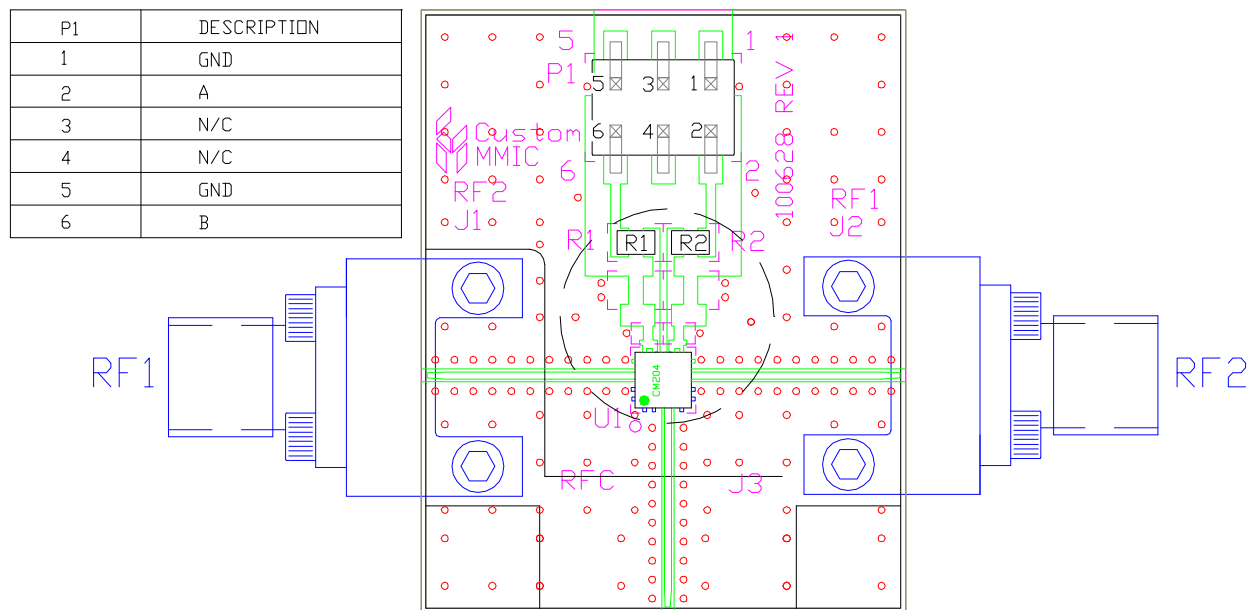 P1 DESCRIPTION
1 GND
2 A
3 N/C
4 N/C
5 GND
6 B
5 1
P1
5 3 1
6 4 2
6 2
100628 REV 1
Custom
MMIC
RF2
J1
RF1
J2
R1 R1 R2 R2
RF1
RF2
CM204
U1
RFC
J3